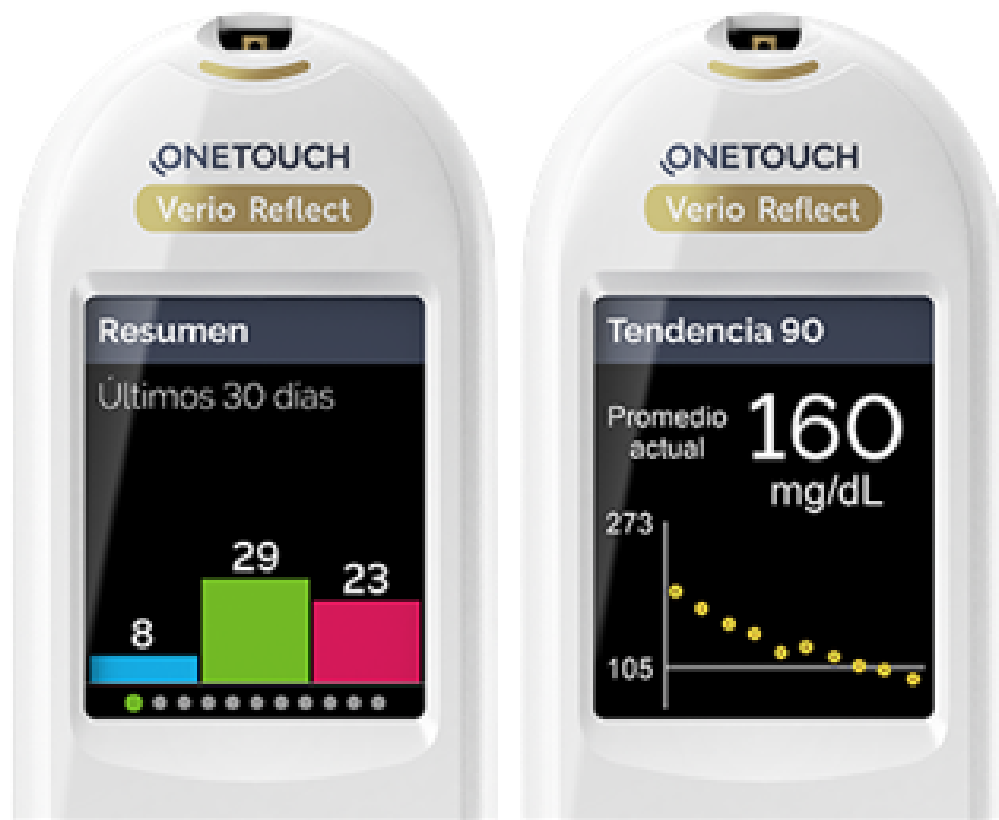 ONETOUCH
Verio Reflect
Resumen
Últimos 30 días
8
29
23
ONETOUCH
Verio Reflect
Tendencia 90
Promedio
actual
160
mg/dL
273
105